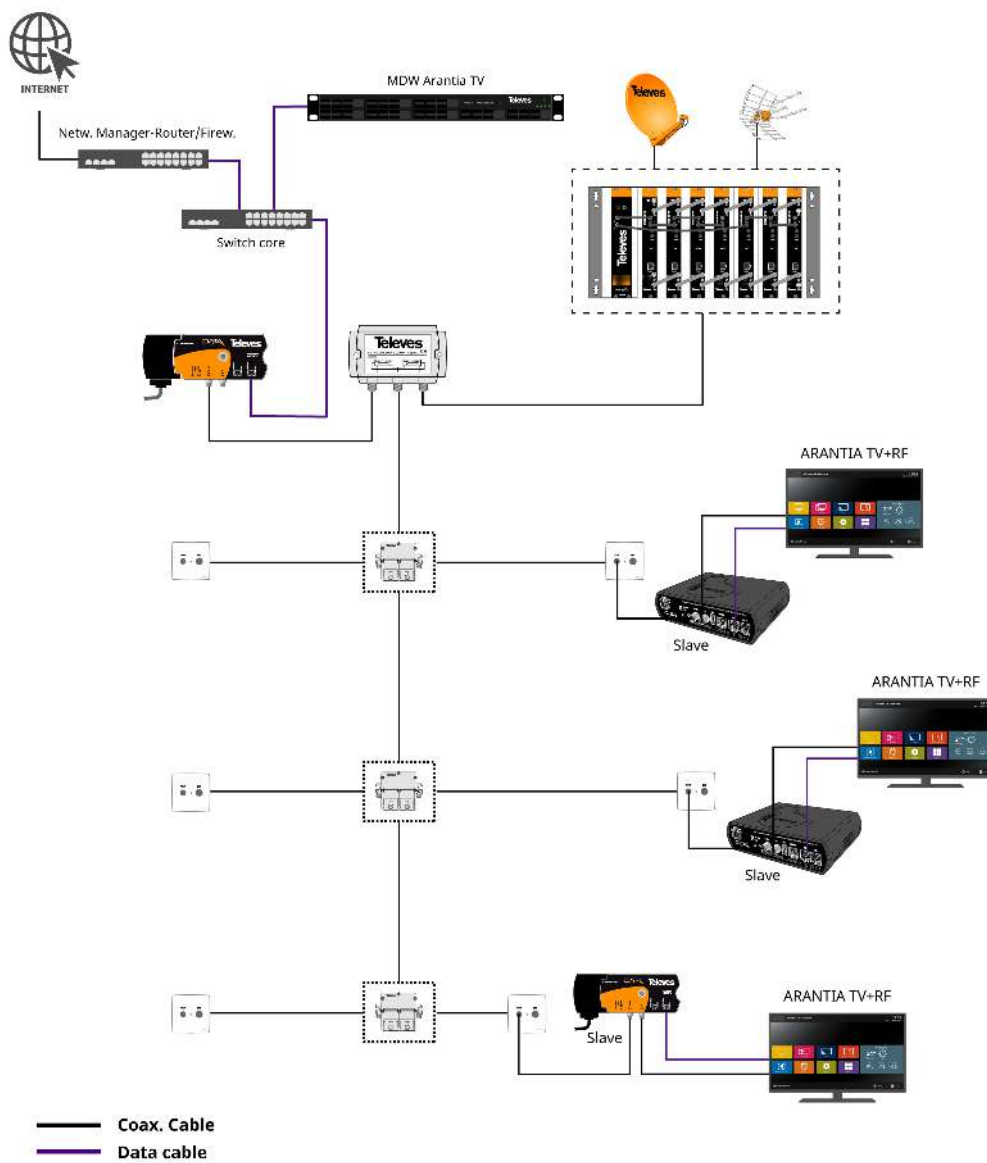 INTERNET
MDW Arantia TV
Televes
Netw. Manager-Router/Firew.
Switch core
Televes
Televes
Televes
Televes
ARANTIA TV+RF
Slave
ARANTIA TV+RF
Slave
Televes
Slave
ARANTIA TV+RF
Coax. Cable
Data cable